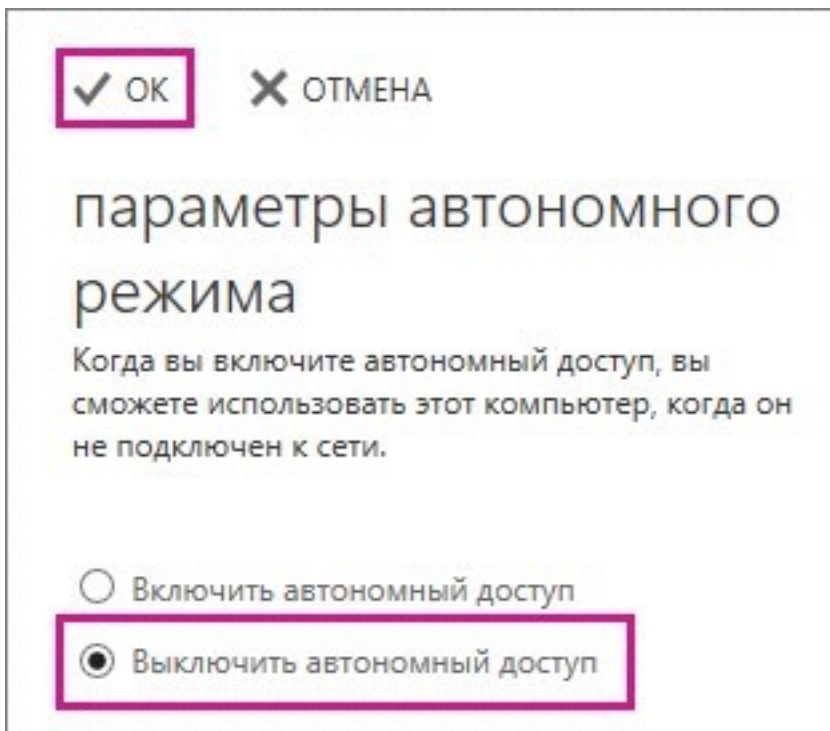 ОК ОТМЕНА
параметры автономного
режима
Когда вы включите автономный доступ, вы
сможете использовать этот компьютер, когда он
не подключен к сети.
Включить автономный доступ
Выключить автономный доступ